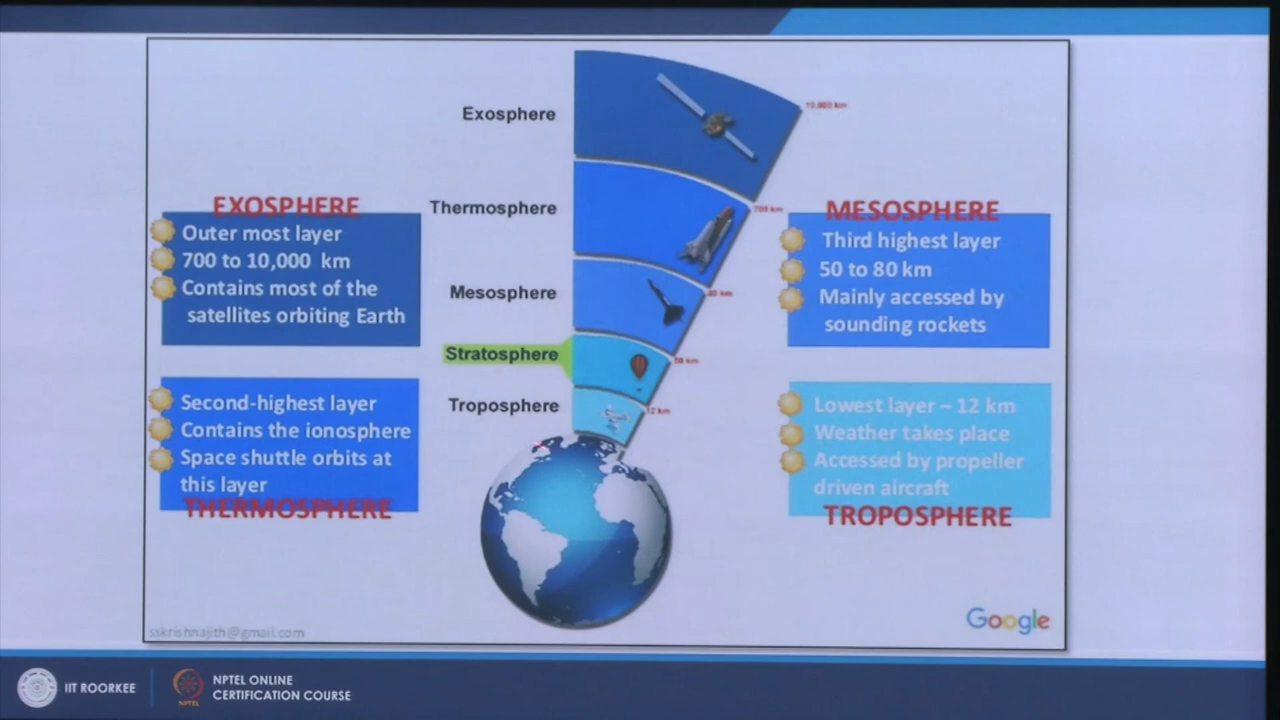 Exosphere
10,000 km
EXOSPHERE
Outer most layer
700 to 10,000 km
Contains most of the
satellites orbiting Earth
Thermosphere
700 km
MESOSPHERE
Third highest layer
50 to 80 km
Mainly accessed by
sounding rockets
Mesosphere
80 km
Stratosphere
50 km
Troposphere
12 km
Second-highest layer
Contains the ionosphere
Space shuttle orbits at
this layer
THERMOSPHERE
Lowest layer – 12 km
Weather takes place
Accessed by propeller
driven aircraft
TROPOSPHERE
Google
sskrishnajith@gmail.com
IIT ROORKEE
NPTEL
NPTEL ONLINE
CERTIFICATION COURSE